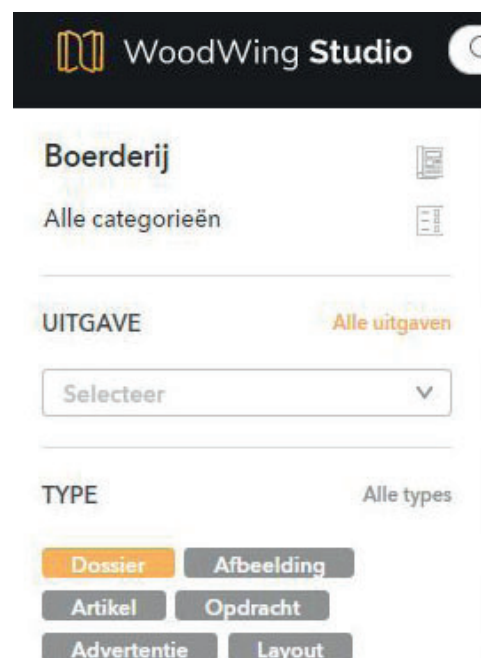 WoodWing Studio
Boerderij
Alle categorieën
UITGAVE Alle uitgaven
Selecteer
TYPE Alle types
Dossier Afbeelding
Artikel Opdracht
Advertentie Layout